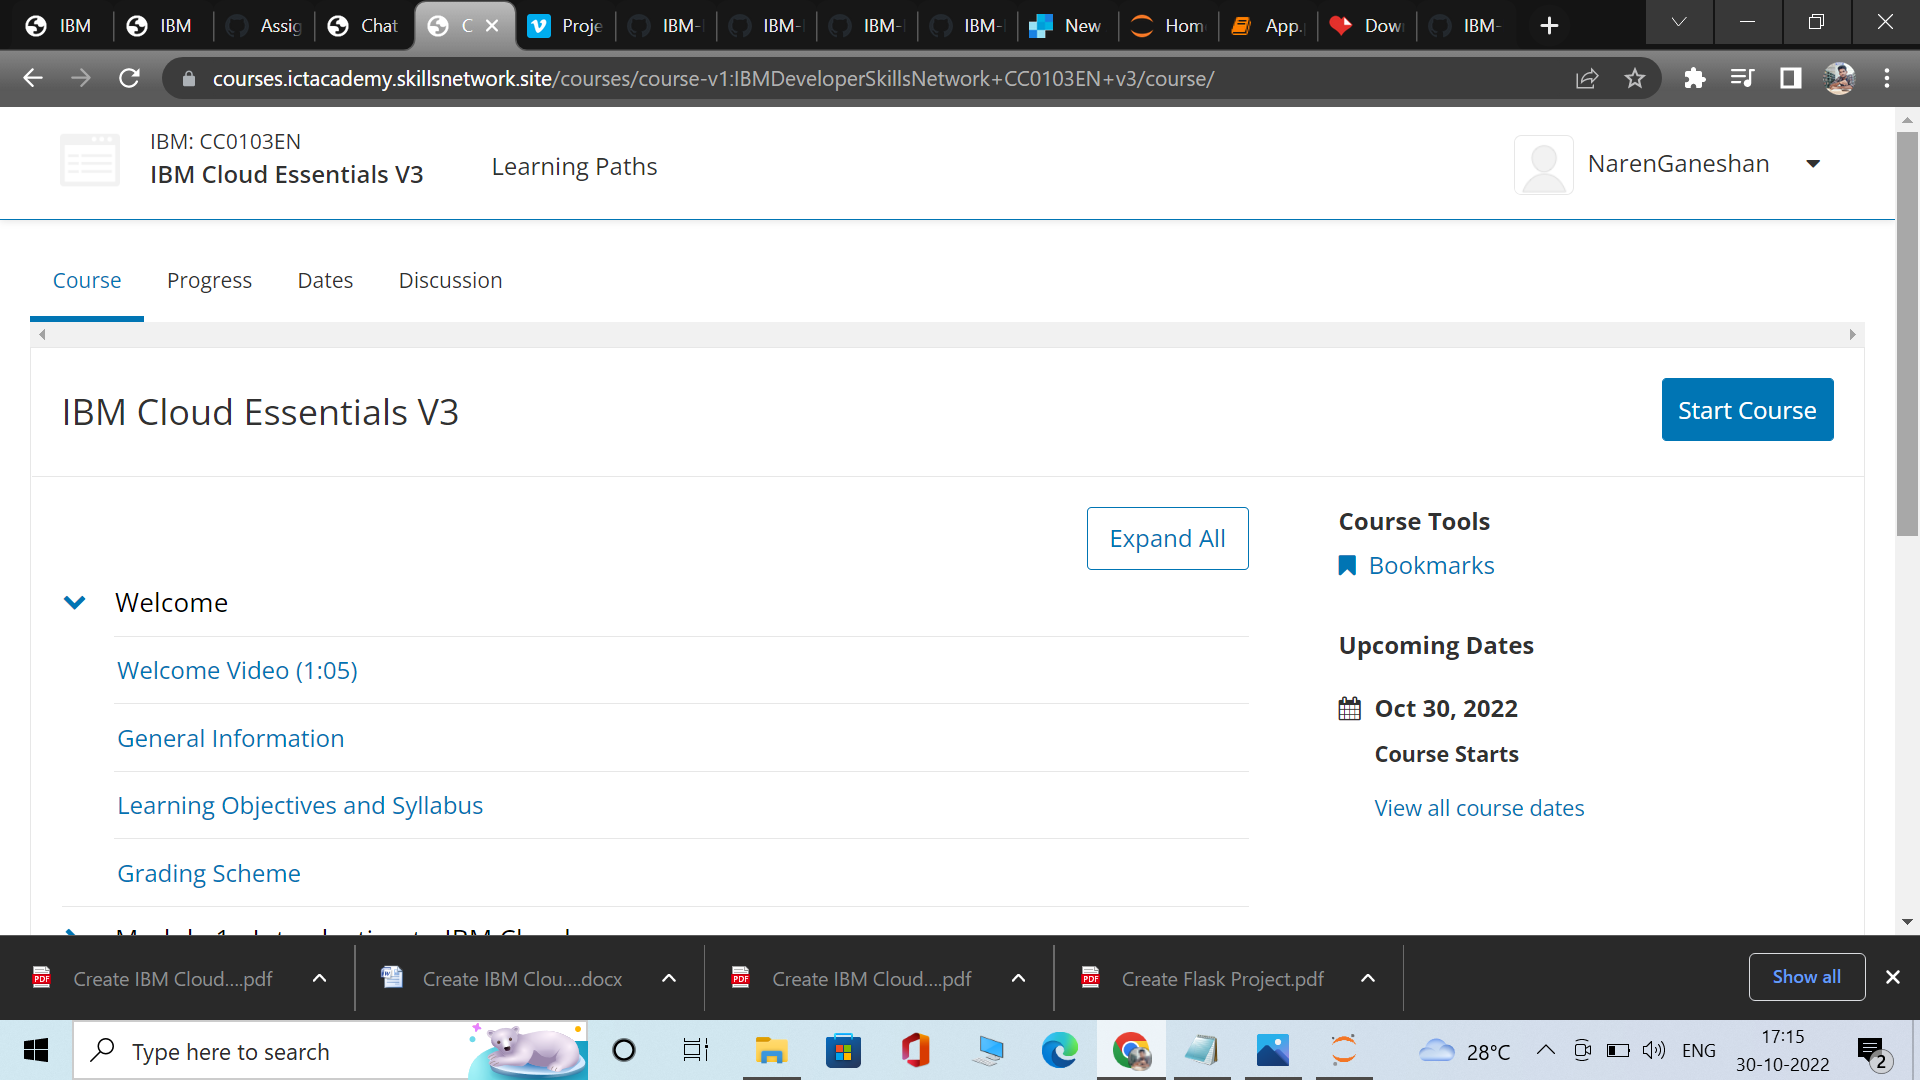 IBM
IBM
Assig
Chat
C
Proje
IBM-
IBM-
IBM-
IBM-
New
Hom
App.
Dow
IBM-
courses.ictacademy.skillsnetwork.site/courses/course-v1:IBMDeveloperSkillsNetwork+CC0103EN+v3/course/
IBM: CC0103EN
IBM Cloud Essentials V3
Learning Paths
NarenGaneshan
Course
Progress
Dates
Discussion
IBM Cloud Essentials V3
Start Course
Expand All
Welcome
Welcome Video (1:05)
General Information
Learning Objectives and Syllabus
Grading Scheme
Course Tools
Bookmarks
Upcoming Dates
Oct 30, 2022
Course Starts
View all course dates
Create IBM Cloud....pdf
Create IBM Clou....docx
Create IBM Cloud....pdf
Create Flask Project.pdf
Show all
Type here to search
28°C
ENG
17:15
30-10-2022
2